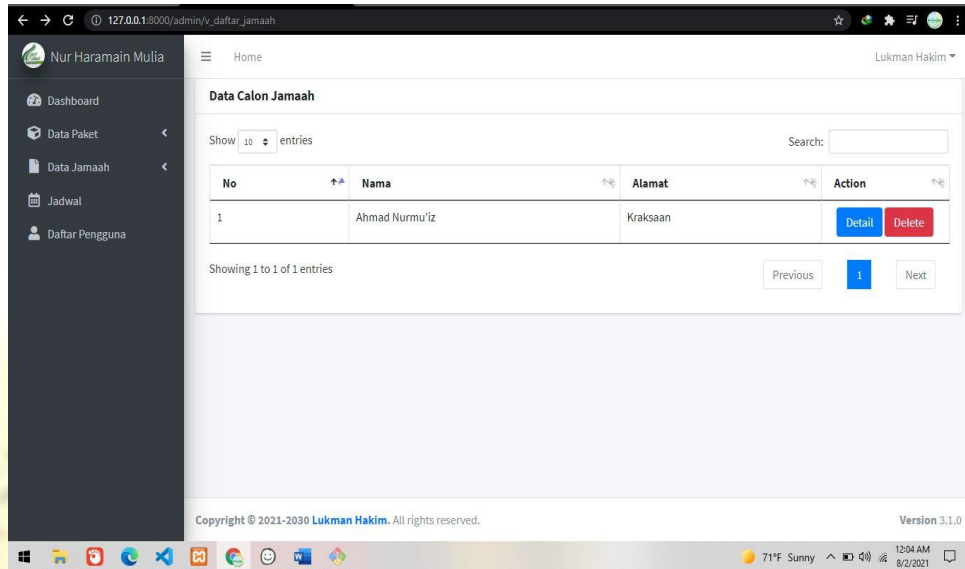 127.0.0.1:8000/admin/v_daftar_jamaah
Nur Haramain Mulia
Home
Lukman Hakim
Dashboard
Data Paket
Data Jamaah
Jadwal
Daftar Pengguna
Data Calon Jamaah
Show 10 entries
Search:
No Nama Alamat Action
1 Ahmad Nurmu'iz Kraksaan Detail Delete
Showing 1 to 1 of 1 entries
Previous 1 Next
Copyright © 2021-2030 Lukman Hakim. All rights reserved.
Version 3.1.0
71°F Sunny
12:04 AM
8/2/2021